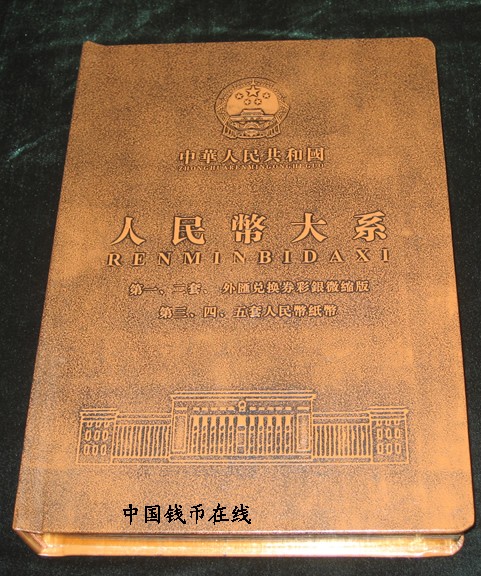 中華人民共和國
ZHONGHUARENMINGONGHEGUO
人民幣大系
RENMINBIDAXI
第一、二套、外匯兑换券彩銀微缩版
第三、四、五套人民幣紙幣
中国钱币在线